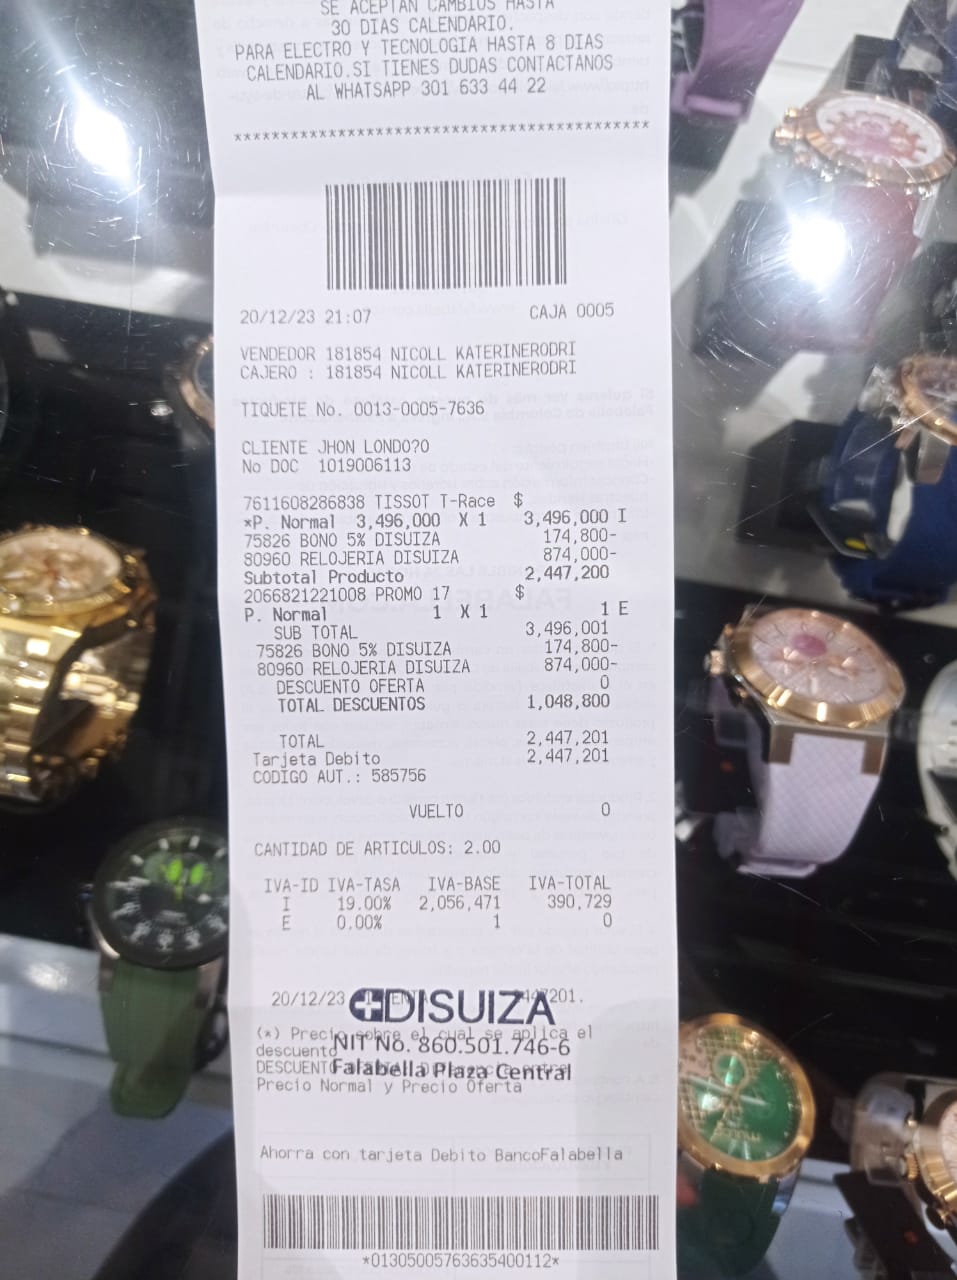 SE ACEPTAN CAMBIOS HASTA
30 DIAS CALENDARIO.
PARA ELECTRO Y TECNOLOGIA HASTA 8 DIAS
CALENDARIO.SI TIENES DUDAS CONTACTANOS
AL WHATSAPP 301 633 44 22
********************************************
20/12/23 21:07 CAJA 0005
VENDEDOR 181854 NICOLL KATERINERODRI
CAJERO : 181854 NICOLL KATERINERODRI
TIQUETE No. 0013-0005-7636
CLIENTE JHON LONDO?O
No DOC 1019006113
7611608286838 TISSOT T-Race $
*P. Normal 3,496,000 X 1 3,496,000 I
75826 BONO 5% DISUIZA 174,800-
80960 RELOJERIA DISUIZA 874,000-
Subtotal Producto 2,447,200
2066821221008 PROMO 17 $
P. Normal 1 X 1 1 E
SUB TOTAL 3,496,001
75826 BONO 5% DISUIZA 174,800-
80960 RELOJERIA DISUIZA 874,000-
DESCUENTO OFERTA 0
TOTAL DESCUENTOS 1,048,800
TOTAL 2,447,201
Tarjeta Debito 2,447,201
CODIGO AUT.: 585756
VUELTO 0
CANTIDAD DE ARTICULOS: 2.00
IVA-ID IVA-TASA IVA-BASE IVA-TOTAL
I 19.00% 2,056,471 390,729
E 0.00% 1 0
20/12/23
DISUIZA
(*) Precio sobre el cual se aplica el
descuento
NIT No. 860.501.746-6
DESCUENTO
Falabella Plaza Central
Precio Normal y Precio Oferta
Ahorra con tarjeta Debito BancoFalabella
*01305005763635400112*